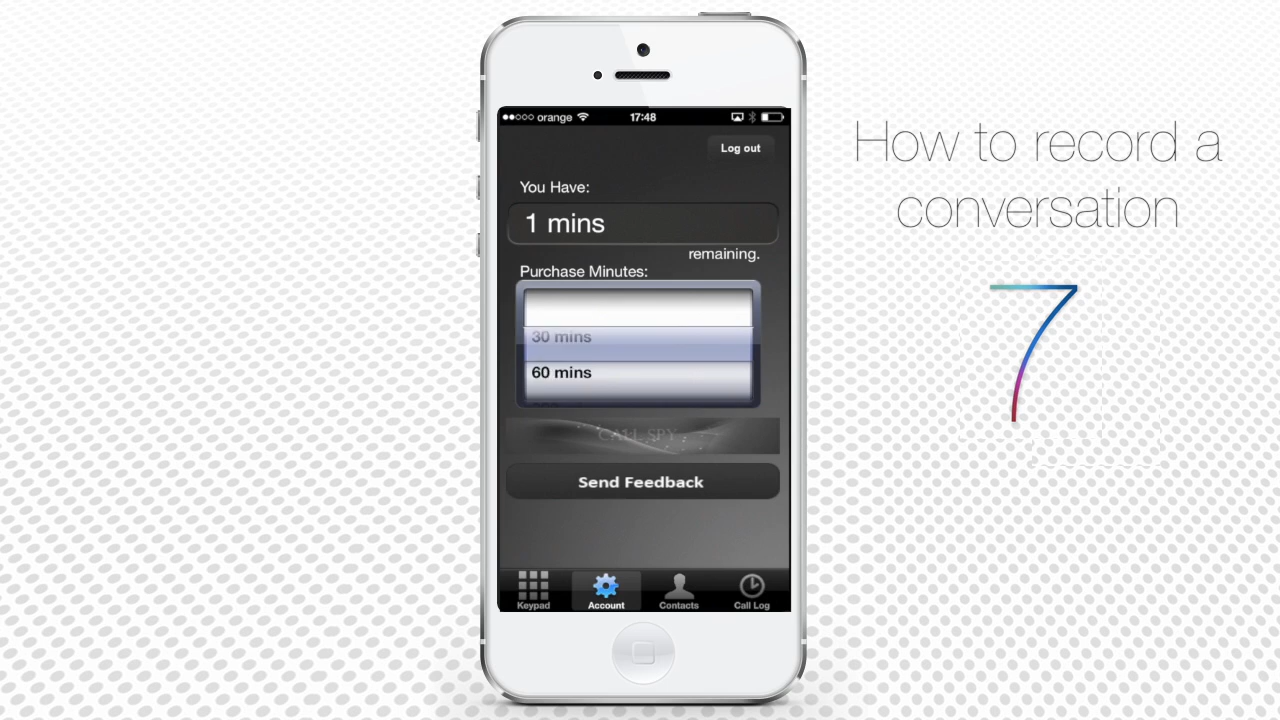 orange 17:48
Log out
You Have:
1 mins
remaining.
Purchase Minutes:
30 mins
60 mins
CALL SPY
Send Feedback
Keypad Account Contacts Call Log
How to record a
conversation
7